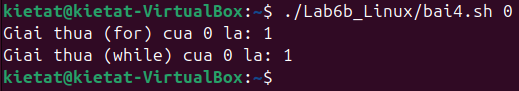 kietat@kietat-VirtualBox:~$ ./Lab6b_Linux/bai4.sh 0
Giai thua (for) cua 0 la: 1
Giai thua (while) cua 0 la: 1
kietat@kietat-VirtualBox:~$